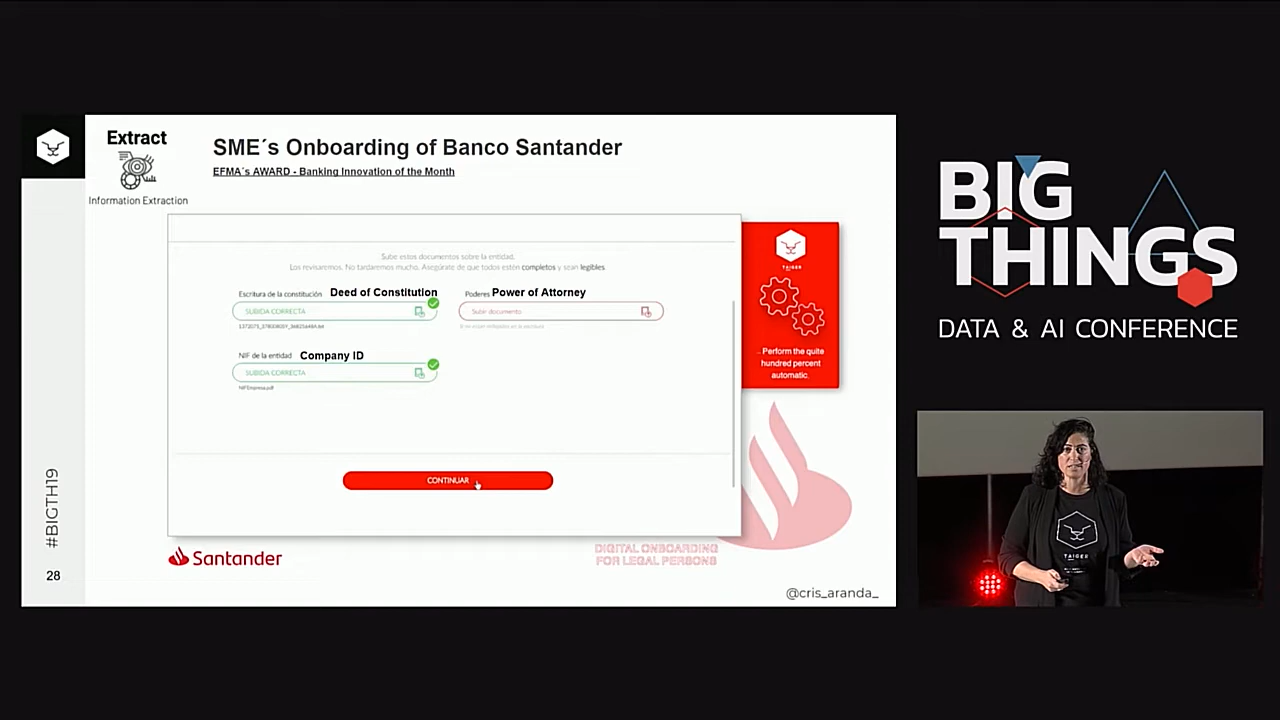 Extract
Information Extraction
SME´s Onboarding of Banco Santander
EFMA´s AWARD - Banking Innovation of the Month
Sube estos documentos sobre la entidad.
Los revisaremos. No tardaremos mucho. Asegúrate de que todos estén completos y sean legibles
Escritura de la constitución Deed of Constitution
SUBIDA CORRECTA
Poderes Power of Attorney
Subir documento
NIF de la entidad Company ID
SUBIDA CORRECTA
NIFEmpresa.pdf
CONTINUAR
TAIGER
.. Perform the quite
hundred percent
automatic.
Santander
DIGITAL ONBOARDING
FOR LEGAL PERSONS
@cris_aranda_
#BIGTH19
28
BIG
THINGS
DATA & AI CONFERENCE
TAIGER